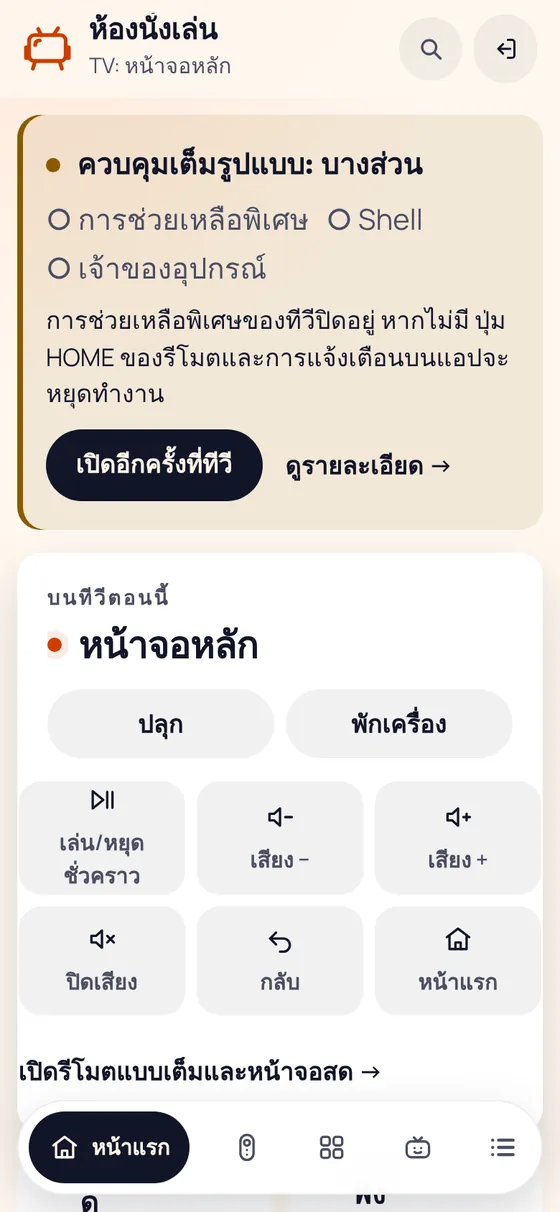 ห้องนั่งเล่น
TV: หน้าจอหลัก
ควบคุมเต็มรูปแบบ: บางส่วน
การช่วยเหลือพิเศษ Shell
เจ้าของอุปกรณ์
การช่วยเหลือพิเศษของทีวีปิดอยู่ หากไม่มี ปุ่ม
HOME ของรีโมตและการแจ้งเตือนบนแอปจะ
หยุดทำงาน
เปิดอีกครั้งที่ทีวี ดูรายละเอียด →
บนทีวีตอนนี้
หน้าจอหลัก
ปลุก พักเครื่อง
เล่น/หยุด
ชั่วคราว
เสียง − เสียง +
ปิดเสียง กลับ หน้าแรก
เปิดรีโมตแบบเต็มและหน้าจอสด →
หน้าแรก